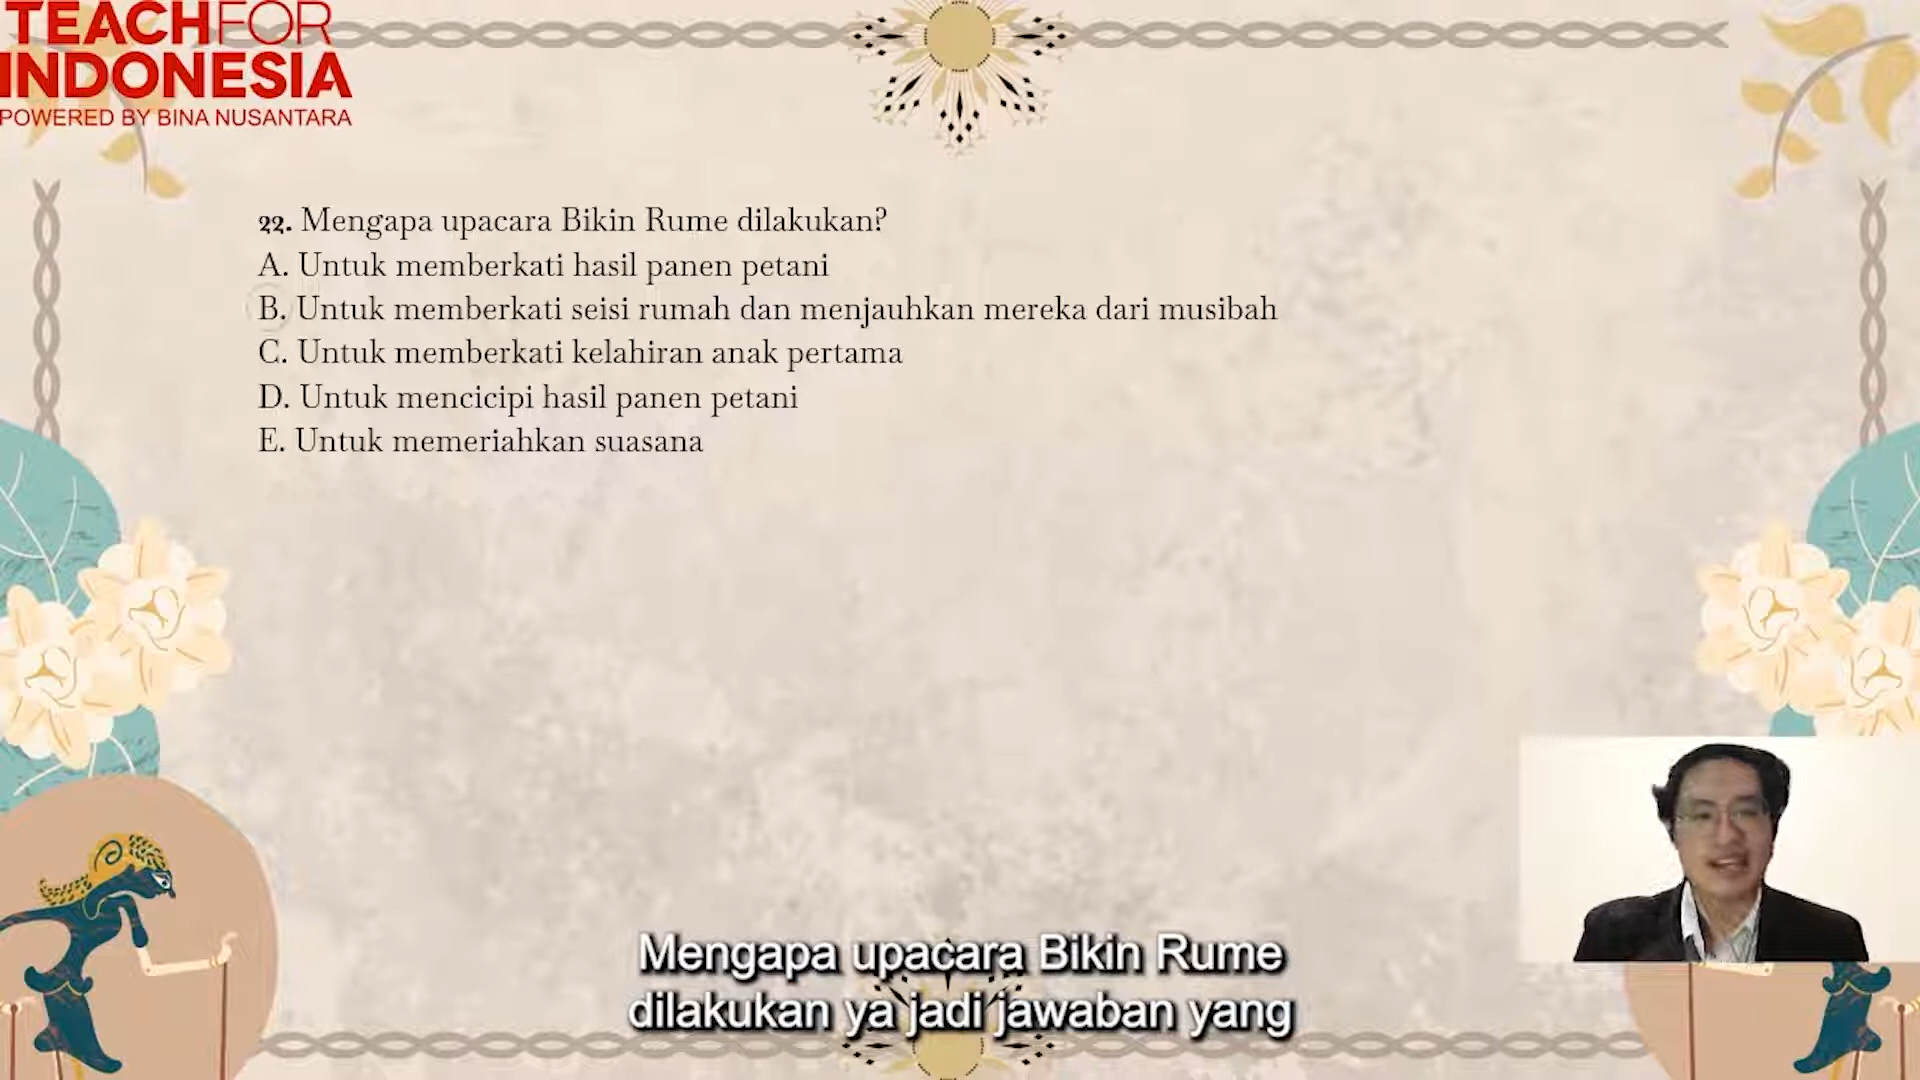 TEACHFOR
INDONESIA
POWERED BY BINA NUSANTARA
22. Mengapa upacara Bikin Rume dilakukan?
A. Untuk memberkati hasil panen petani
B. Untuk memberkati seisi rumah dan menjauhkan mereka dari musibah
C. Untuk memberkati kelahiran anak pertama
D. Untuk mencicipi hasil panen petani
E. Untuk memeriahkan suasana
Mengapa upacara Bikin Rume
dilakukan ya jadi jawaban yang